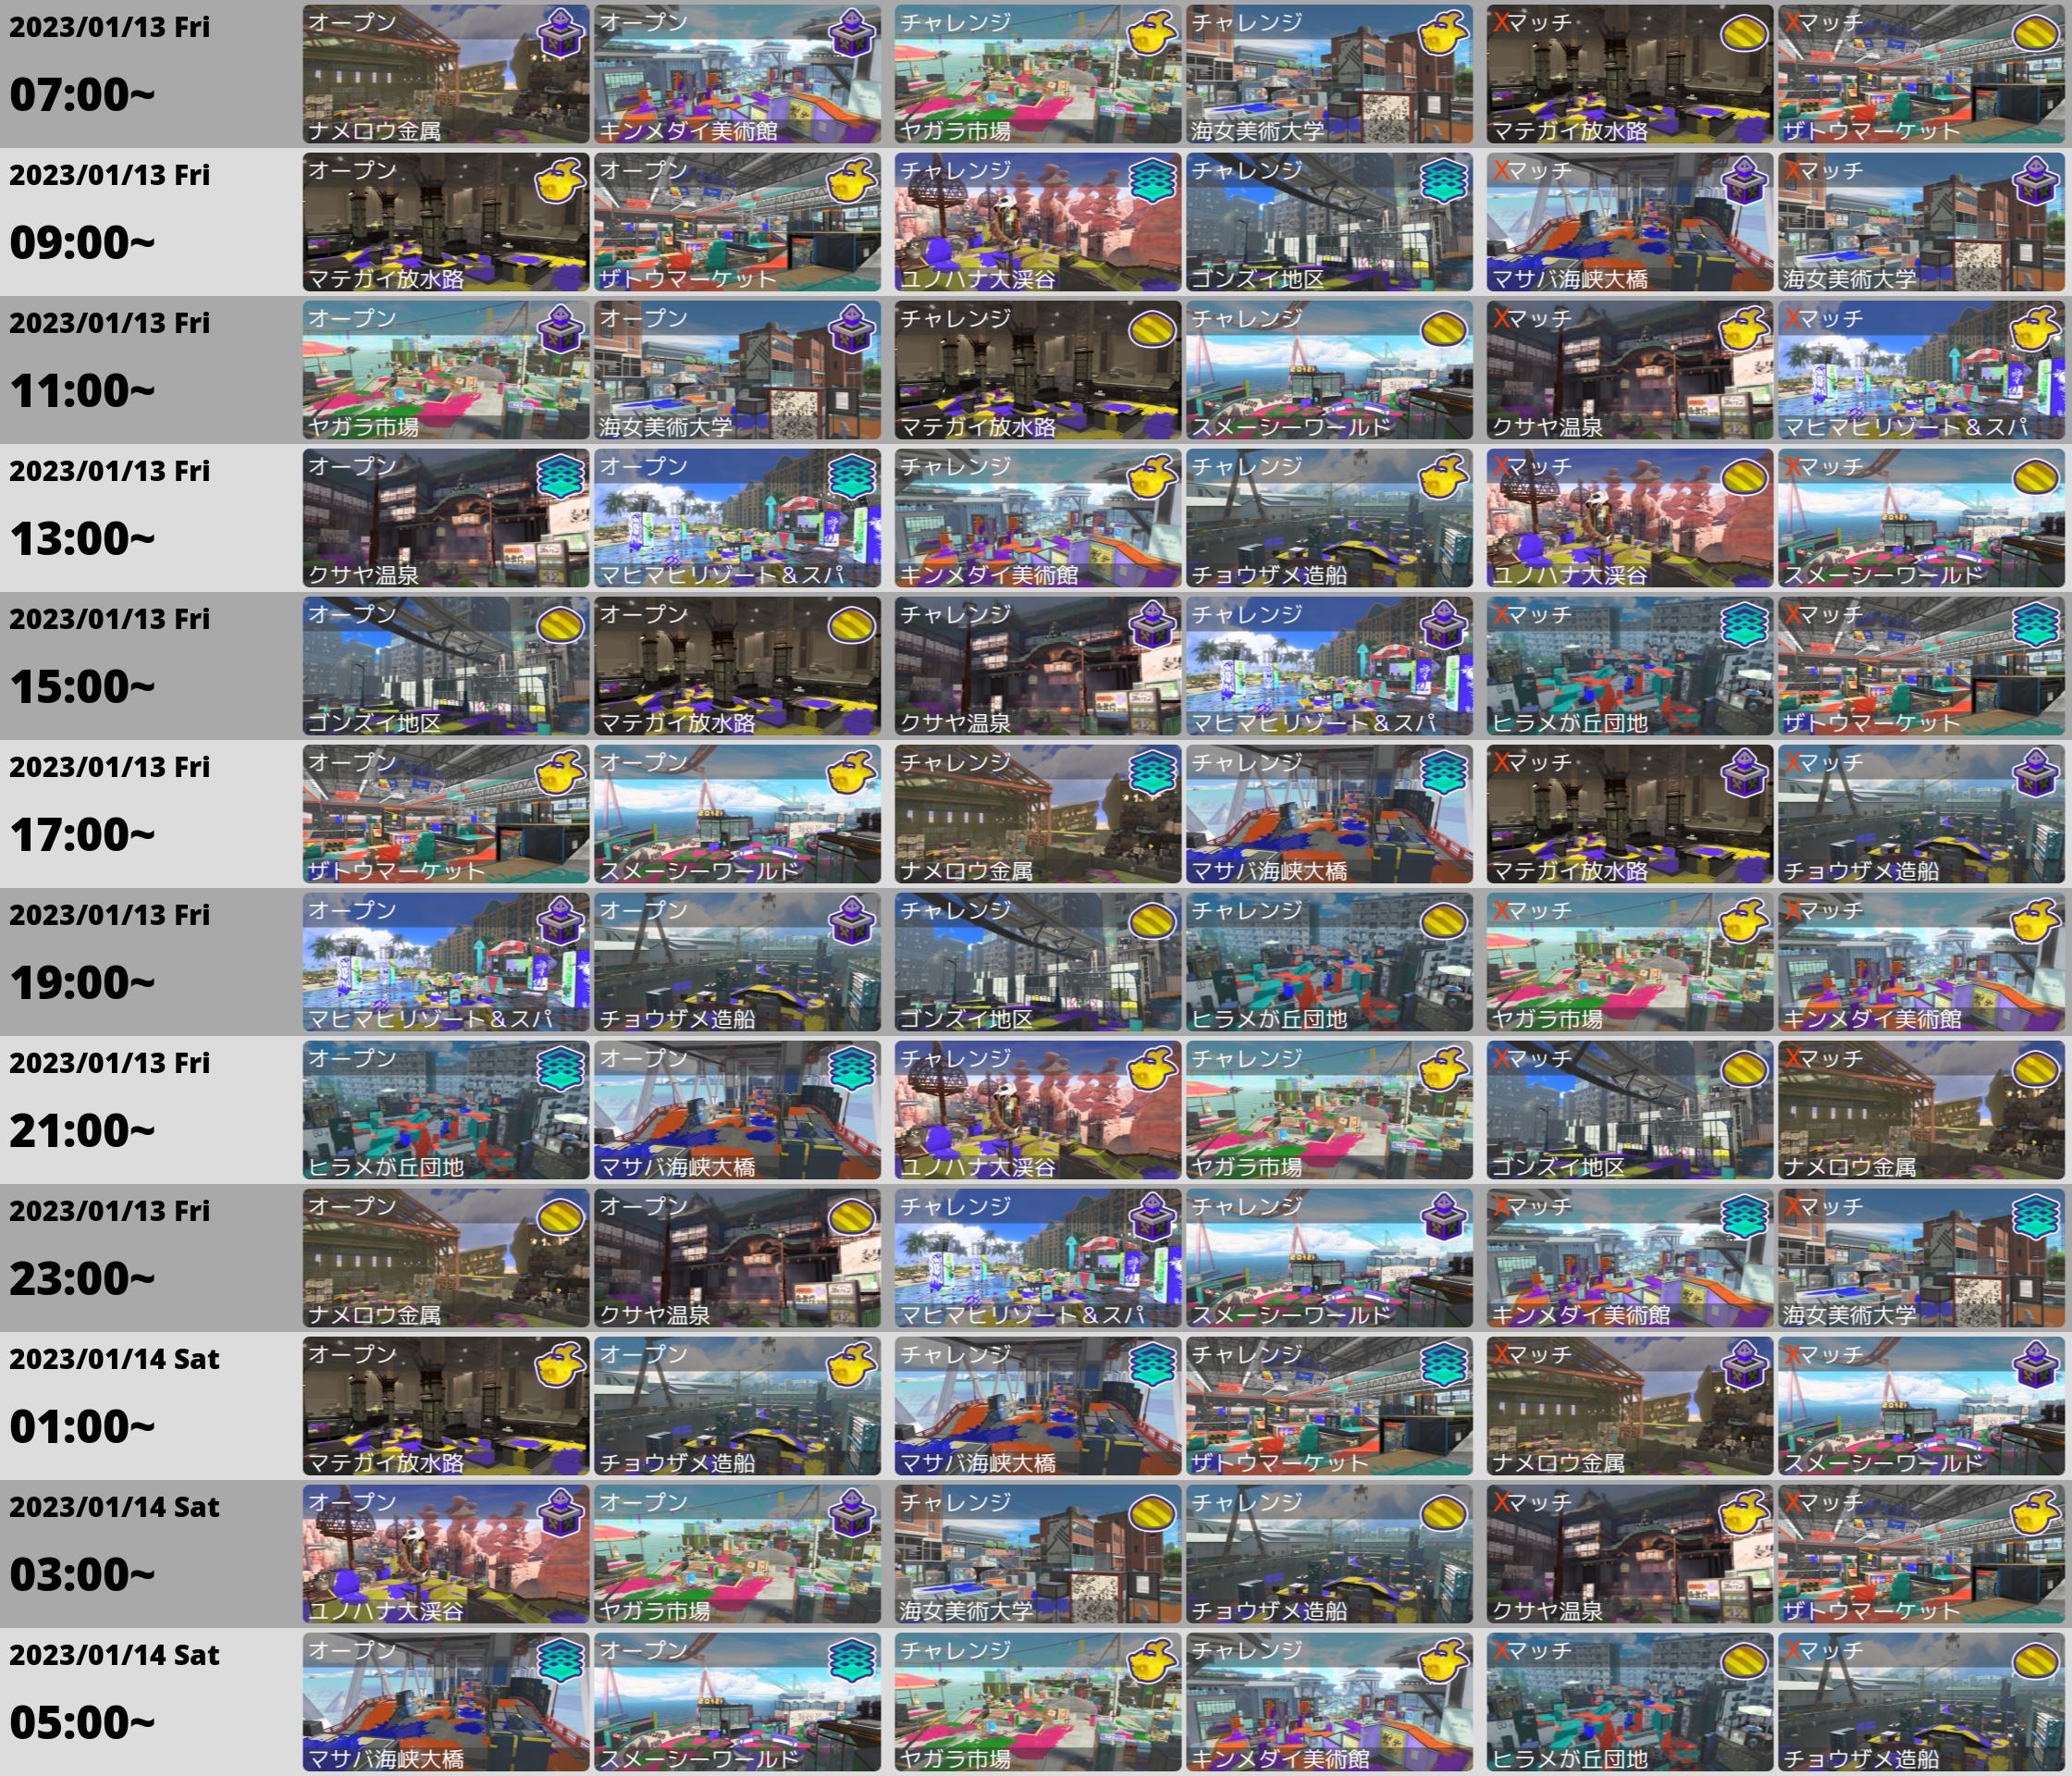 2023/01/13 Fri
07:00~
オープン オープン チャレンジ チャレンジ Xマッチ Xマッチ
ナメロウ金属 キンメダイ美術館 ヤガラ市場 海女美術大学 マテガイ放水路 ザトウマーケット
2023/01/13 Fri
09:00~
オープン オープン チャレンジ チャレンジ Xマッチ Xマッチ
マテガイ放水路 ザトウマーケット ユノハナ大渓谷 ゴンズイ地区 マサバ海峡大橋 海女美術大学
2023/01/13 Fri
11:00~
オープン オープン チャレンジ チャレンジ Xマッチ Xマッチ
ヤガラ市場 海女美術大学 マテガイ放水路 スメーシーワールド クサヤ温泉 マヒマヒリゾート＆スパ
2023/01/13 Fri
13:00~
オープン オープン チャレンジ チャレンジ Xマッチ Xマッチ
クサヤ温泉 マヒマヒリゾート＆スパ キンメダイ美術館 チョウザメ造船 ユノハナ大渓谷 スメーシーワールド
2023/01/13 Fri
15:00~
オープン オープン チャレンジ チャレンジ Xマッチ Xマッチ
ゴンズイ地区 マテガイ放水路 クサヤ温泉 マヒマヒリゾート＆スパ ヒラメが丘団地 ザトウマーケット
2023/01/13 Fri
17:00~
オープン オープン チャレンジ チャレンジ Xマッチ Xマッチ
ザトウマーケット スメーシーワールド ナメロウ金属 マサバ海峡大橋 マテガイ放水路 チョウザメ造船
2023/01/13 Fri
19:00~
オープン オープン チャレンジ チャレンジ Xマッチ Xマッチ
マヒマヒリゾート＆スパ チョウザメ造船 ゴンズイ地区 ヒラメが丘団地 ヤガラ市場 キンメダイ美術館
2023/01/13 Fri
21:00~
オープン オープン チャレンジ チャレンジ Xマッチ Xマッチ
ヒラメが丘団地 マサバ海峡大橋 ユノハナ大渓谷 ヤガラ市場 ゴンズイ地区 ナメロウ金属
2023/01/13 Fri
23:00~
オープン オープン チャレンジ チャレンジ Xマッチ Xマッチ
ナメロウ金属 クサヤ温泉 マヒマヒリゾート＆スパ スメーシーワールド キンメダイ美術館 海女美術大学
2023/01/14 Sat
01:00~
オープン オープン チャレンジ チャレンジ Xマッチ Xマッチ
マテガイ放水路 チョウザメ造船 マサバ海峡大橋 ザトウマーケット ナメロウ金属 スメーシーワールド
2023/01/14 Sat
03:00~
オープン オープン チャレンジ チャレンジ Xマッチ Xマッチ
ユノハナ大渓谷 ヤガラ市場 海女美術大学 チョウザメ造船 クサヤ温泉 ザトウマーケット
2023/01/14 Sat
05:00~
オープン オープン チャレンジ チャレンジ Xマッチ Xマッチ
マサバ海峡大橋 スメーシーワールド ヤガラ市場 キンメダイ美術館 ヒラメが丘団地 チョウザメ造船